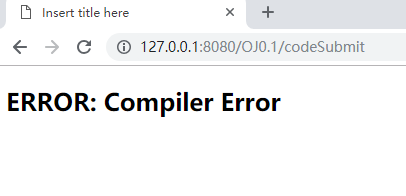 Insert title here
127.0.0.1:8080/OJ0.1/codeSubmit
ERROR: Compiler Error